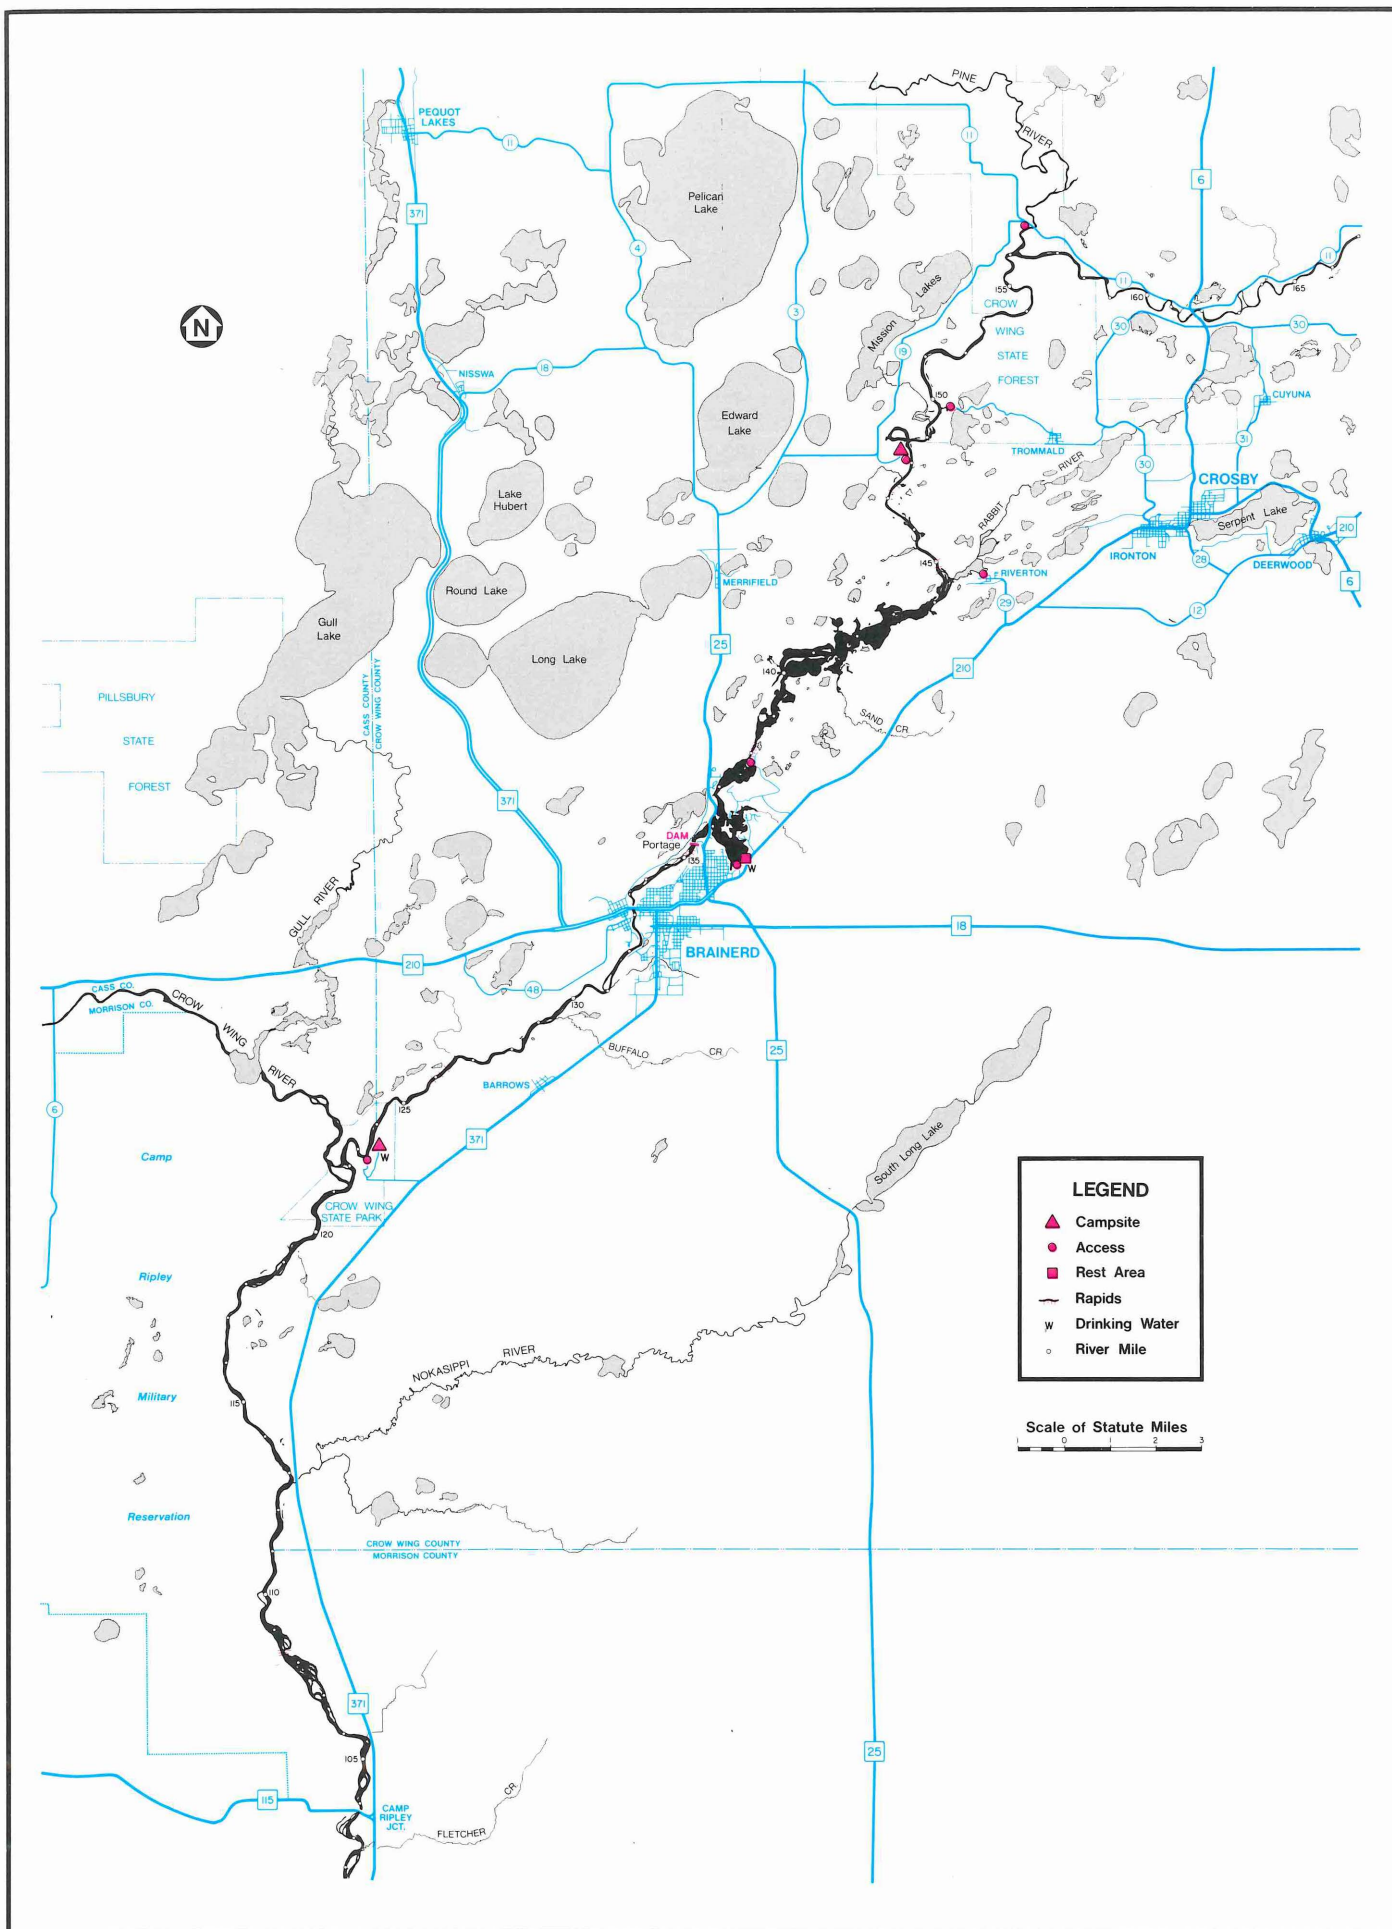 PINE
RIVER
PEQUOT
LAKES
11
11
6
371
Pelican
Lake
4
11
3
11
165
155
160
Mission
Lakes
CROW
WING
STATE
FOREST
30
30
19
NISSWA
18
150
CUYUNA
Edward
Lake
31
TROMMALD
RIVER
RABBIT
30
CROSBY
Lake
Hubert
Serpent Lake
210
IRONTON
28
DEERWOOD
6
145
RIVERTON
MERRIFIELD
Round Lake
29
12
Gull
Lake
Long Lake
25
210
140
CASS COUNTY
CROW WING COUNTY
PILLSBURY
STATE
FOREST
SAND
CR.
371
DAM
Portage
135
W
GULL
RIVER
18
BRAINERD
210
48
CASS CO.
MORRISON CO.
CROW
WING
RIVER
130
BUFFALO
CR.
25
BARROWS
6
125
371
Camp
W
South Long Lake
CROW WING
STATE PARK
120
Ripley
NOKASIPPI
RIVER
Military
115
Reservation
CROW WING COUNTY
MORRISON COUNTY
110
371
25
105
115
CAMP
RIPLEY
JCT.
CR.
FLETCHER
N
LEGEND
Campsite
Access
Rest Area
Rapids
W Drinking Water
River Mile
Scale of Statute Miles
1 0 1 2 3